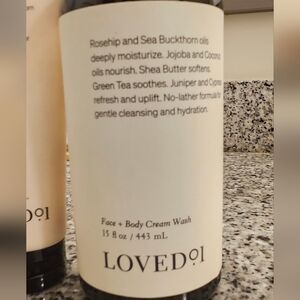 Rosehip and Sea Buckthorn oils
deeply moisturize. Jojoba and Coconut
oils nourish. Shea Butter softens.
Green Tea soothes. Juniper and Cypress
refresh and uplift. No-lather formula for
gentle cleansing and hydration.
Face + Body Cream Wash
15 fl oz / 443 mL
LOVED01